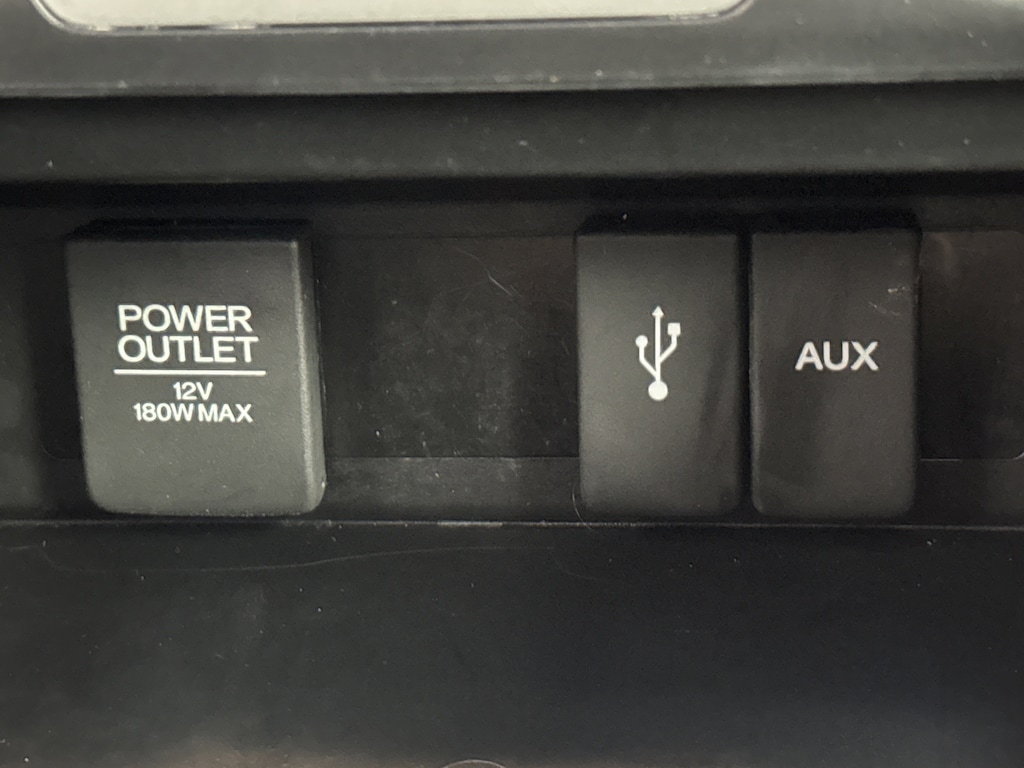 POWER
OUTLET
12V
180W MAX
AUX